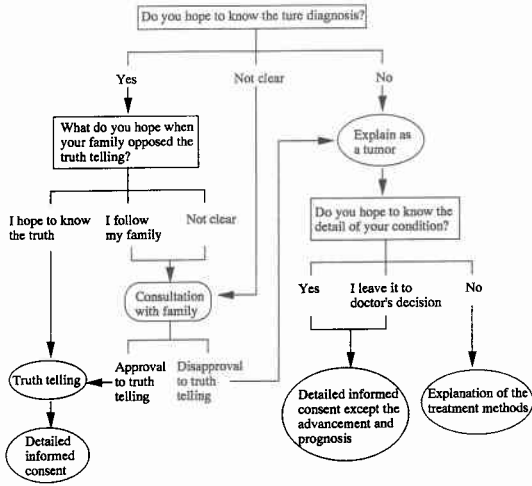 Do you hope to know the ture diagnosis?
Yes
Not clear
No
What do you hope when
your family opposed the
truth telling?
Explain as
a tumor
I hope to know
the truth
I follow
my family
Not clear
Do you hope to know the
detail of your condition?
Consultation
with family
Yes
I leave it to
doctor's decision
No
Truth telling
Approval
to truth
telling
Disapproval
to truth
telling
Detailed informed
consent except the
advancement and
prognosis
Explanation of the
treatment methods
Detailed
informed
consent